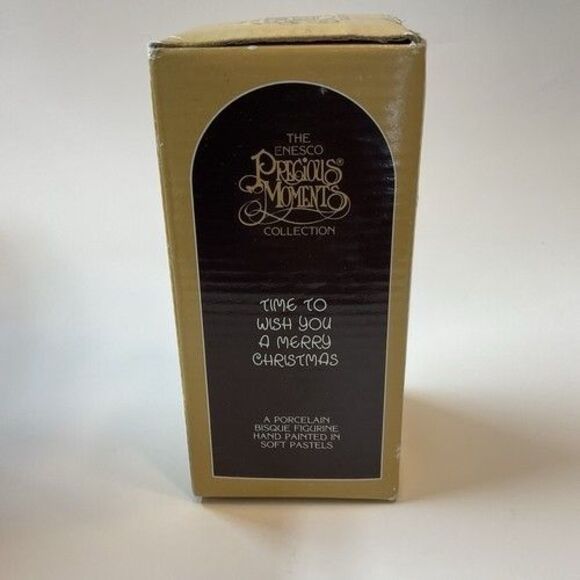 THE
ENESCO
PRECIOUS®
MOMENTS
COLLECTION
TIME TO
WISH YOU
A MERRY
CHRISTMAS
A PORCELAIN
BISQUE FIGURINE
HAND PAINTED IN
SOFT PASTELS